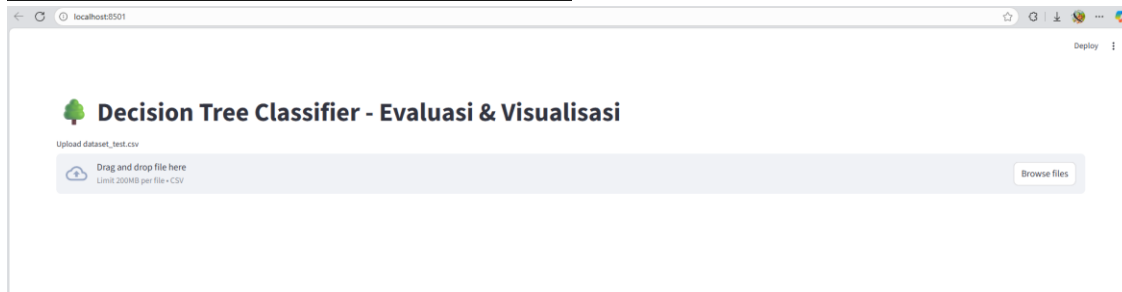 localhost:8501
Deploy
Decision Tree Classifier - Evaluasi & Visualisasi
Upload dataset_test.csv
Drag and drop file here
Limit 200MB per file • CSV
Browse files